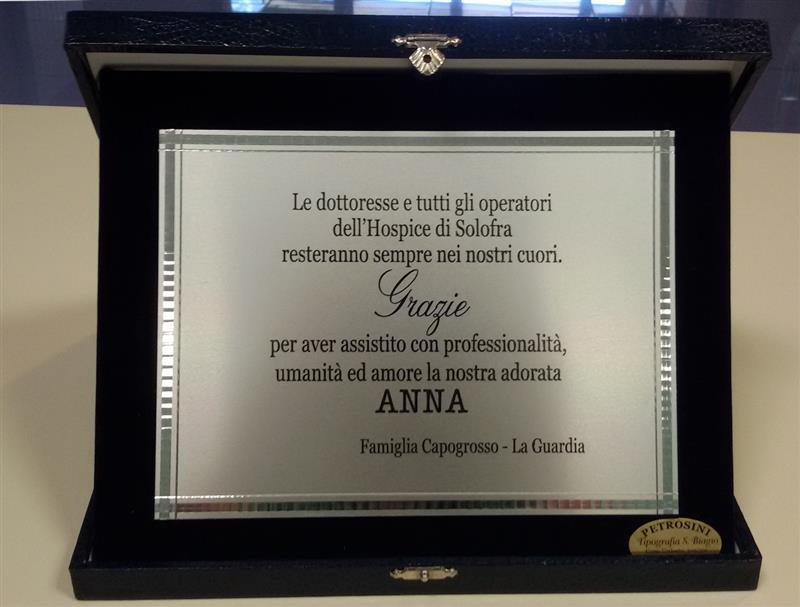 Le dottoresse e tutti gli operatori
dell'Hospice di Solofra
resteranno sempre nei nostri cuori.
Grazie
per aver assistito con professionalità,
umanità ed amore la nostra adorata
ANNA
Famiglia Capogrosso - La Guardia
PETROSINI
Tipografia S. Biagio